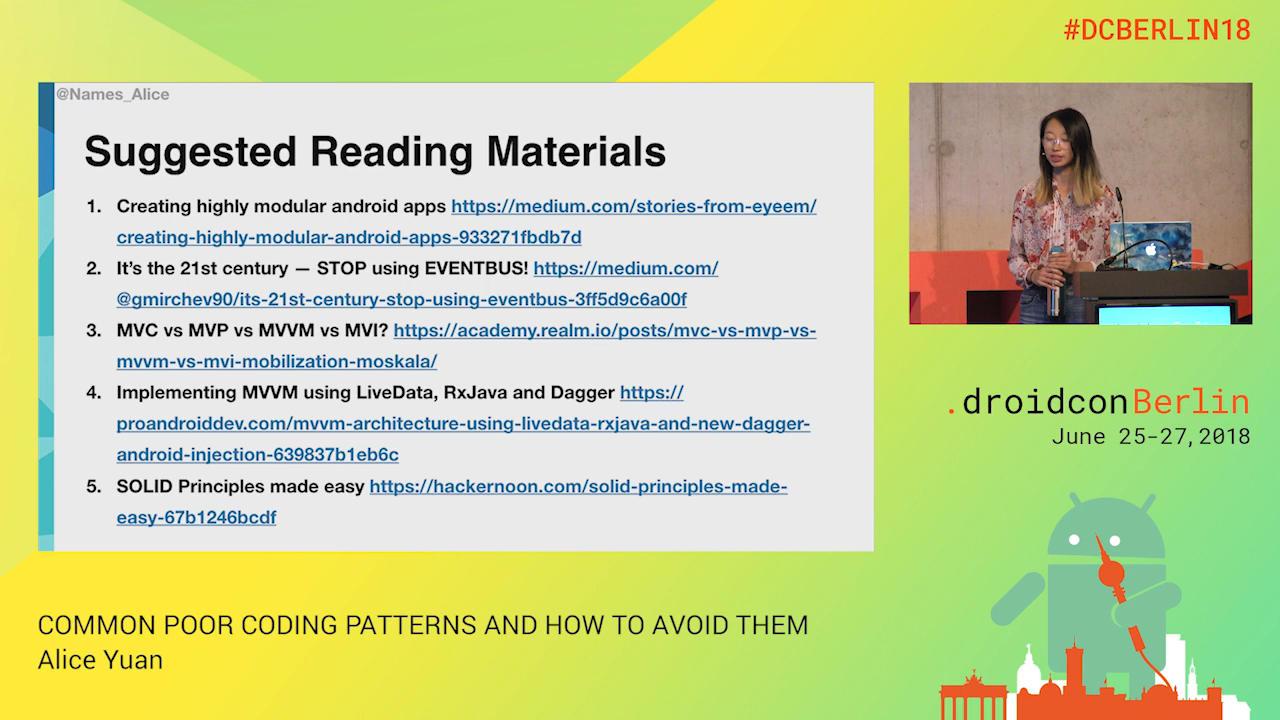 #DCBERLIN18
@Names_Alice
Suggested Reading Materials
1. Creating highly modular android apps https://medium.com/stories-from-eyeem/
creating-highly-modular-android-apps-933271fbdb7d
2. It's the 21st century — STOP using EVENTBUS! https://medium.com/
@gmirchev90/its-21st-century-stop-using-eventbus-3ff5d9c6a00f
3. MVC vs MVP vs MVVM vs MVI? https://academy.realm.io/posts/mvc-vs-mvp-vs-
mvvm-vs-mvi-mobilization-moskala/
4. Implementing MVVM using LiveData, RxJava and Dagger https://
proandroiddev.com/mvvm-architecture-using-livedata-rxjava-and-new-dagger-
android-injection-639837b1eb6c
5. SOLID Principles made easy https://hackernoon.com/solid-principles-made-
easy-67b1246bcdf
.droidconBerlin
June 25-27,2018
COMMON POOR CODING PATTERNS AND HOW TO AVOID THEM
Alice Yuan